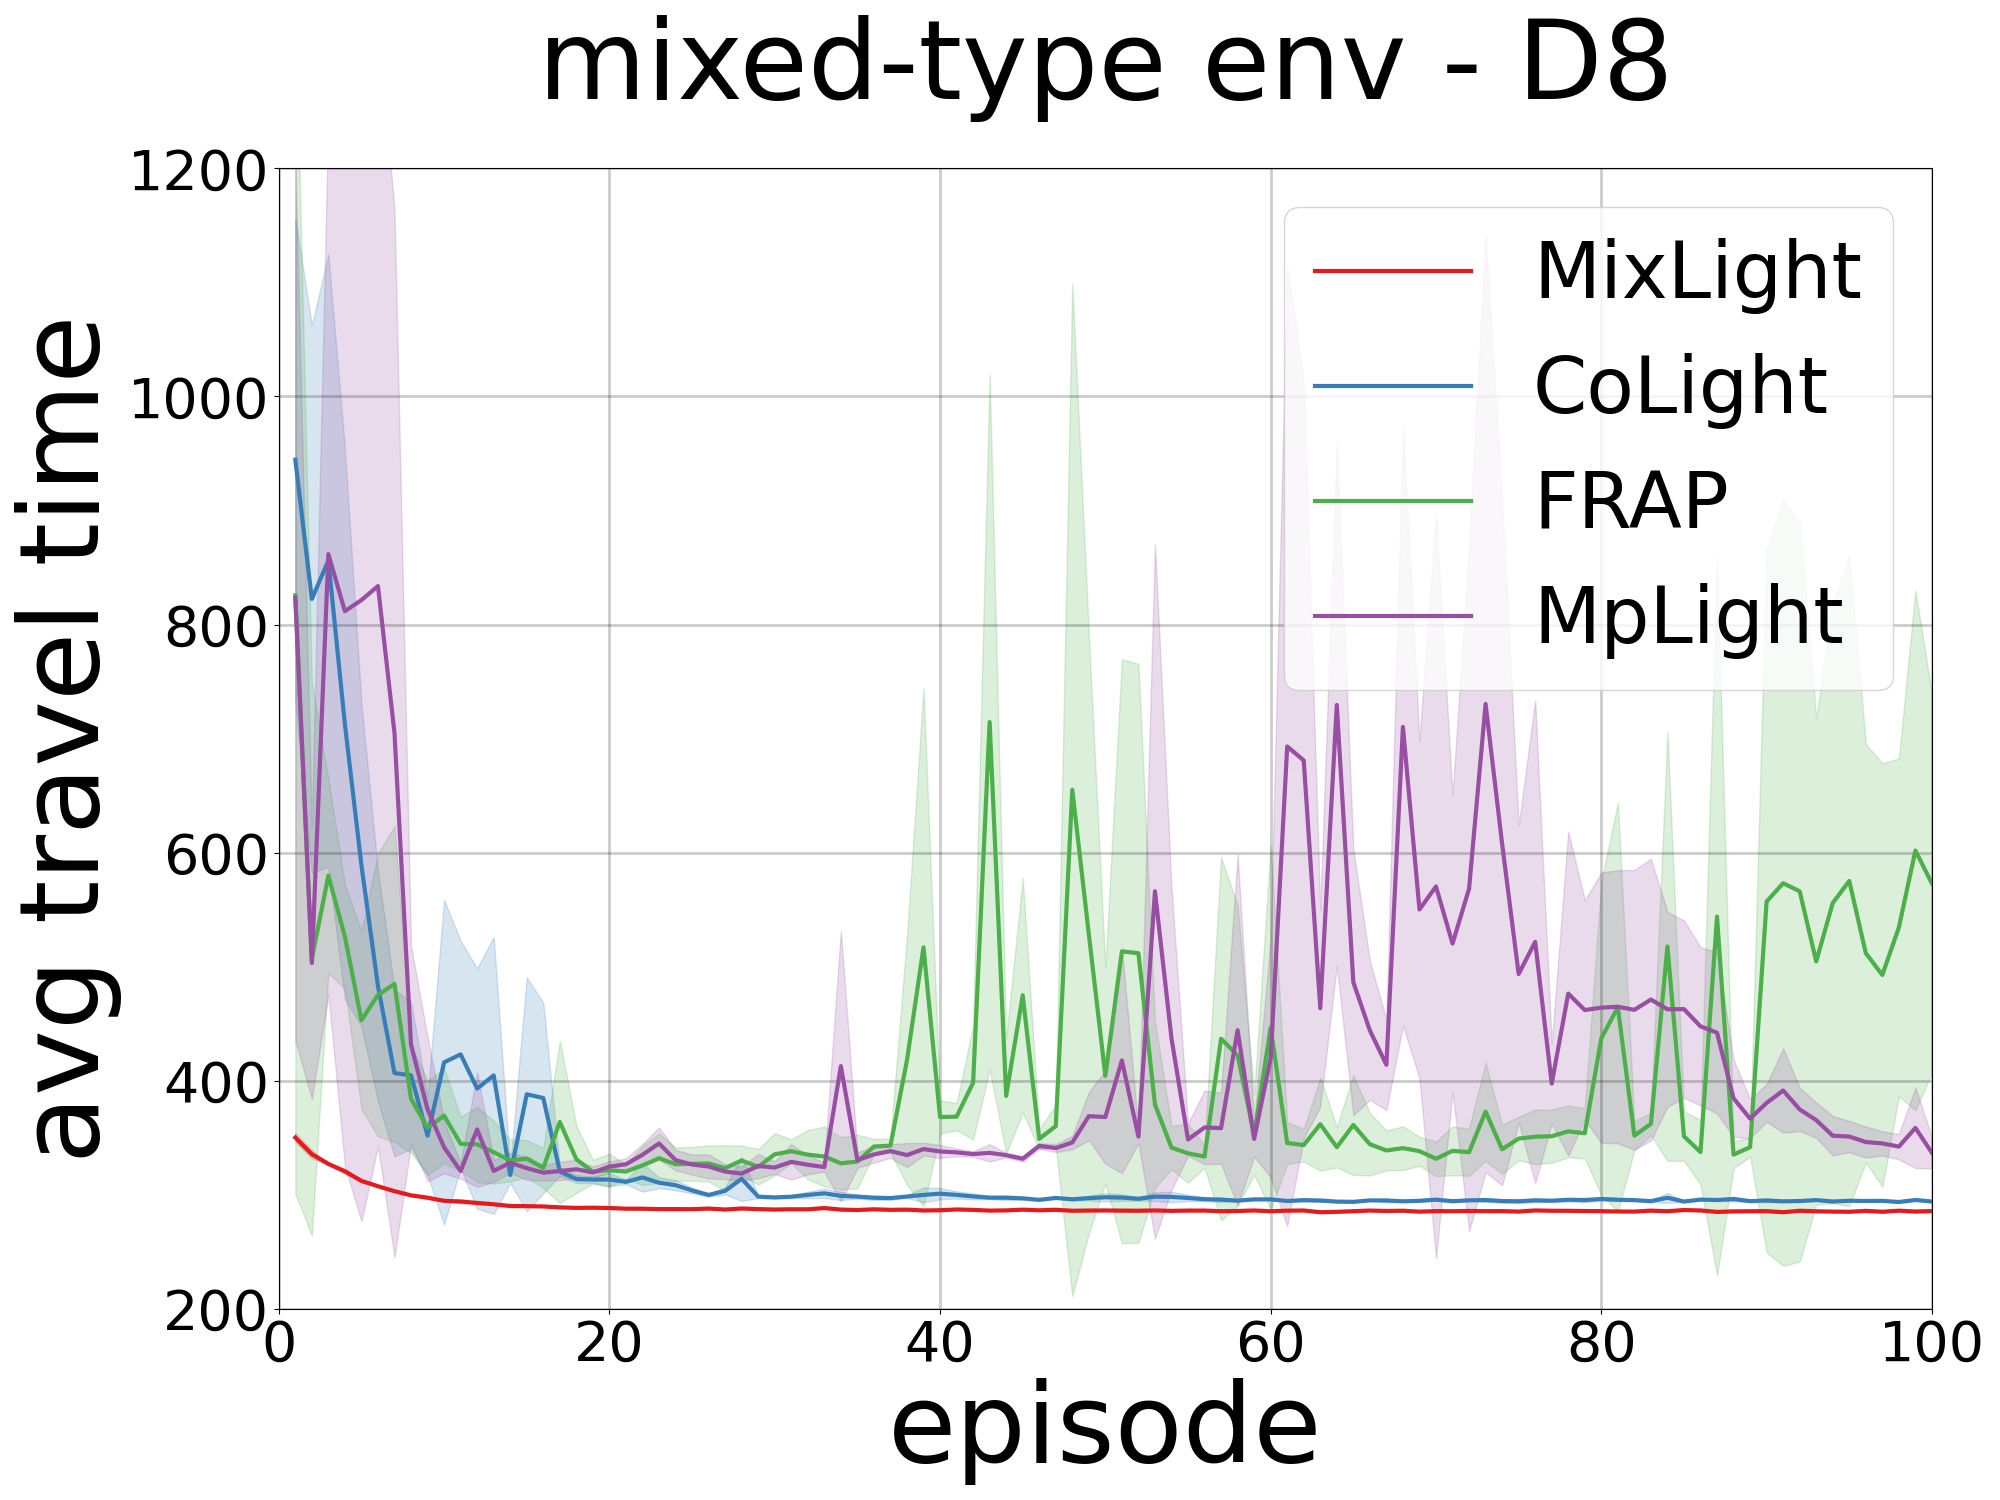 mixed-type env - D8
avg travel time
1200
1000
800
600
400
200
MixLight
CoLight
FRAP
MpLight
0 20 40 60 80 100
episode